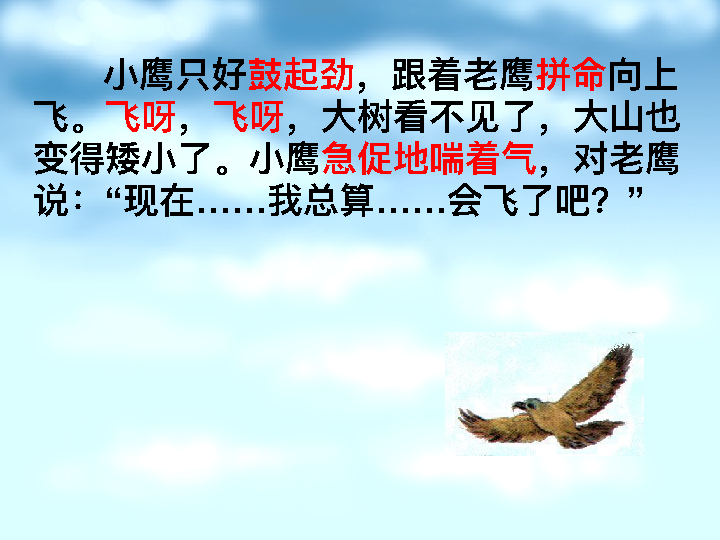 小鹰只好鼓起劲，跟着老鹰拼命向上
飞。飞呀，飞呀，大树看不见了，大山也
变得矮小了。小鹰急促地喘着气，对老鹰
说：“现在……我总算……会飞了吧？”